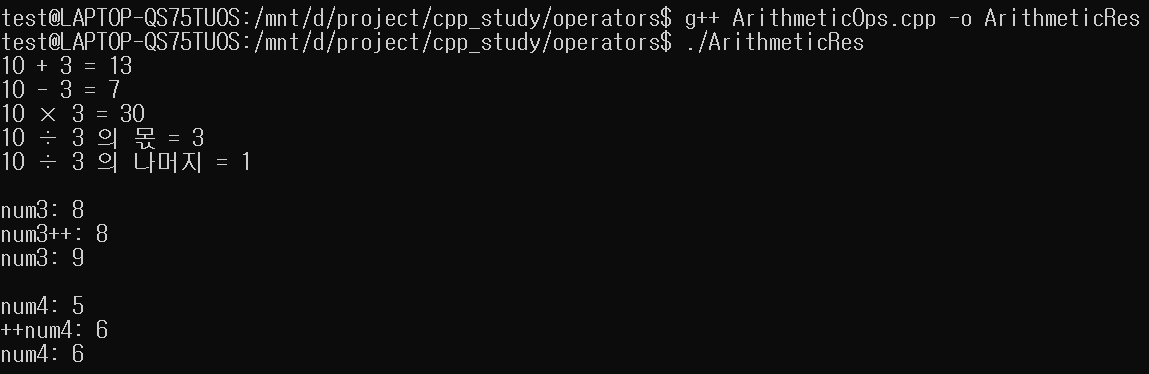 test@LAPTOP-QS75TUOS:/mnt/d/project/cpp_study/operators$ g++ ArithmeticOps.cpp -o ArithmeticRes
test@LAPTOP-QS75TUOS:/mnt/d/project/cpp_study/operators$ ./ArithmeticRes
10 + 3 = 13
10 - 3 = 7
10 × 3 = 30
10 ÷ 3 의 몫 = 3
10 ÷ 3 의 나머지 = 1
num3: 8
num3++: 8
num3: 9
num4: 5
++num4: 6
num4: 6